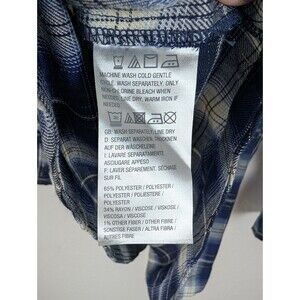 MACHINE WASH COLD GENTLE
CYCLE, WASH SEPARATELY, ONLY
NON-CHLORINE BLEACH WHEN
NEEDED, LINE DRY, WARM IRON IF
NEEDED
GB: WASH SEPARATELY, LINE DRY
D: SEPARAT WASCHEN, TROCKNEN
AUF DER WÄSCHELEINE
I: LAVARE SEPARATAMENTE,
ASCIUGARE APPESO
F: LAVER SEPAREMENT, SÉCHAGE
SUR FIL
65% POLYESTER / POLIESTER /
POLIESTERE / POLYESTER /
POLYESTER
34% RAYON / VISCOSE / VISKOSE /
VISCOSA / VISCOSE
1% OTHER FIBER / OTHER FIBRE /
SONSTIGE FASER / ALTRA FIBRA /
AUTRES FIBRE